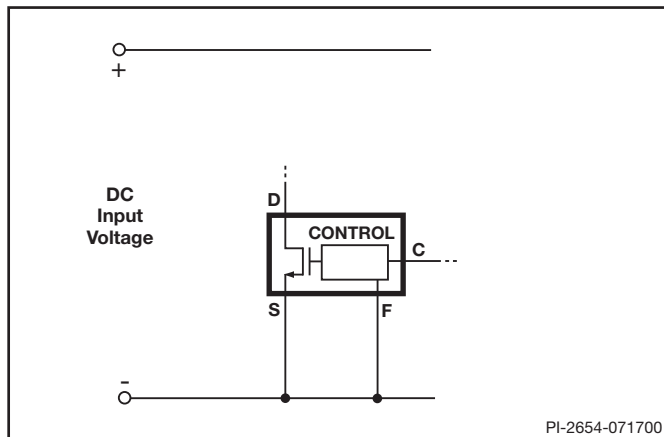 +
DC
Input
Voltage
D
CONTROL
C
S
F
-
PI-2654-071700